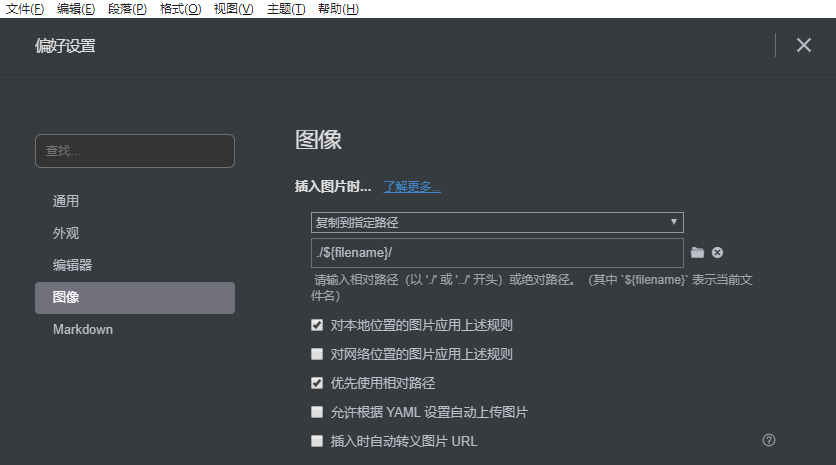 文件(F) 编辑(E) 段落(P) 格式(O) 视图(V) 主题(T) 帮助(H)
偏好设置
查找...
通用
外观
编辑器
图像
Markdown
图像
插入图片时... 了解更多...
复制到指定路径
./${filename}/
请输入相对路径（以 './' 或 '../' 开头）或绝对路径。（其中 `${filename}` 表示当前文
件名）
对本地位置的图片应用上述规则
对网络位置的图片应用上述规则
优先使用相对路径
允许根据 YAML 设置自动上传图片
插入时自动转义图片 URL